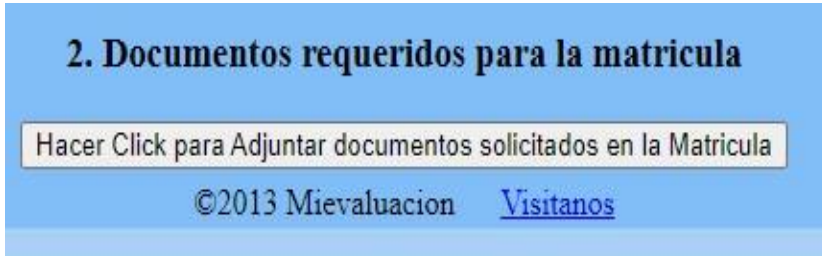 2. Documentos requeridos para la matricula
Hacer Click para Adjuntar documentos solicitados en la Matricula
©2013 Mievaluacion Visitanos